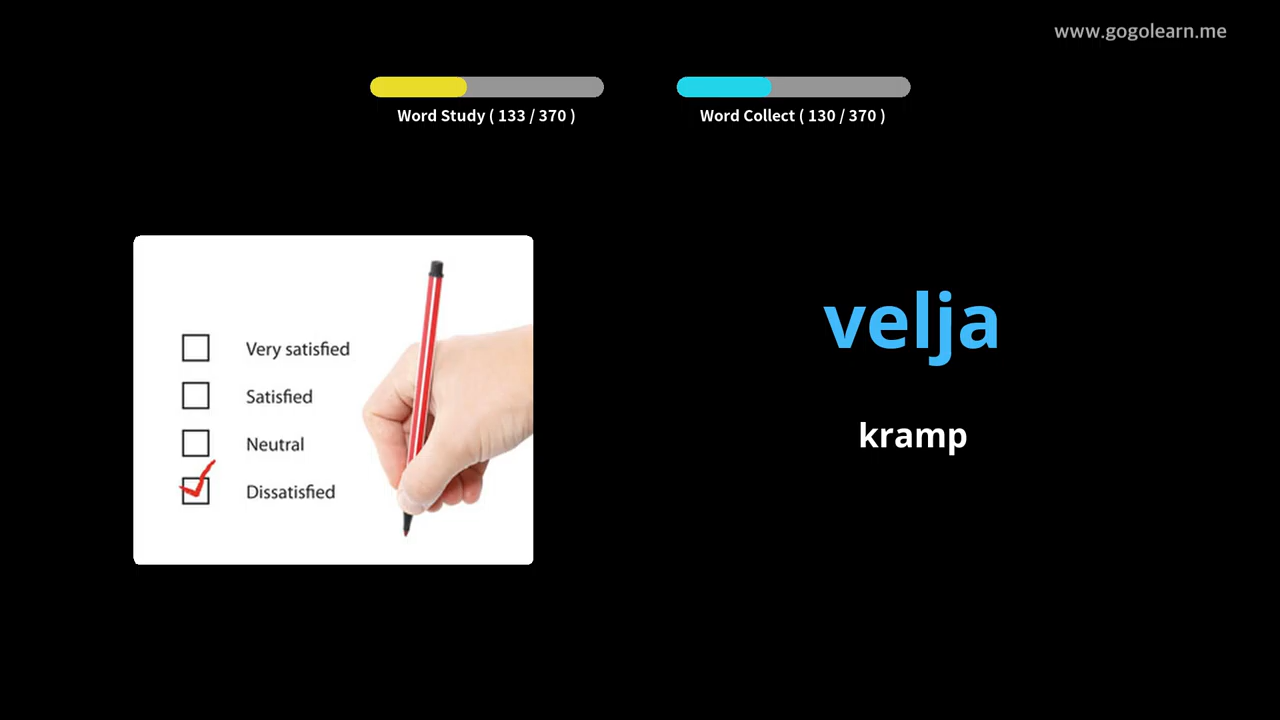 www.gogolearn.me
Word Study ( 133 / 370 )
Word Collect ( 130 / 370 )
Very satisfied
Satisfied
Neutral
Dissatisfied
velja
kramp